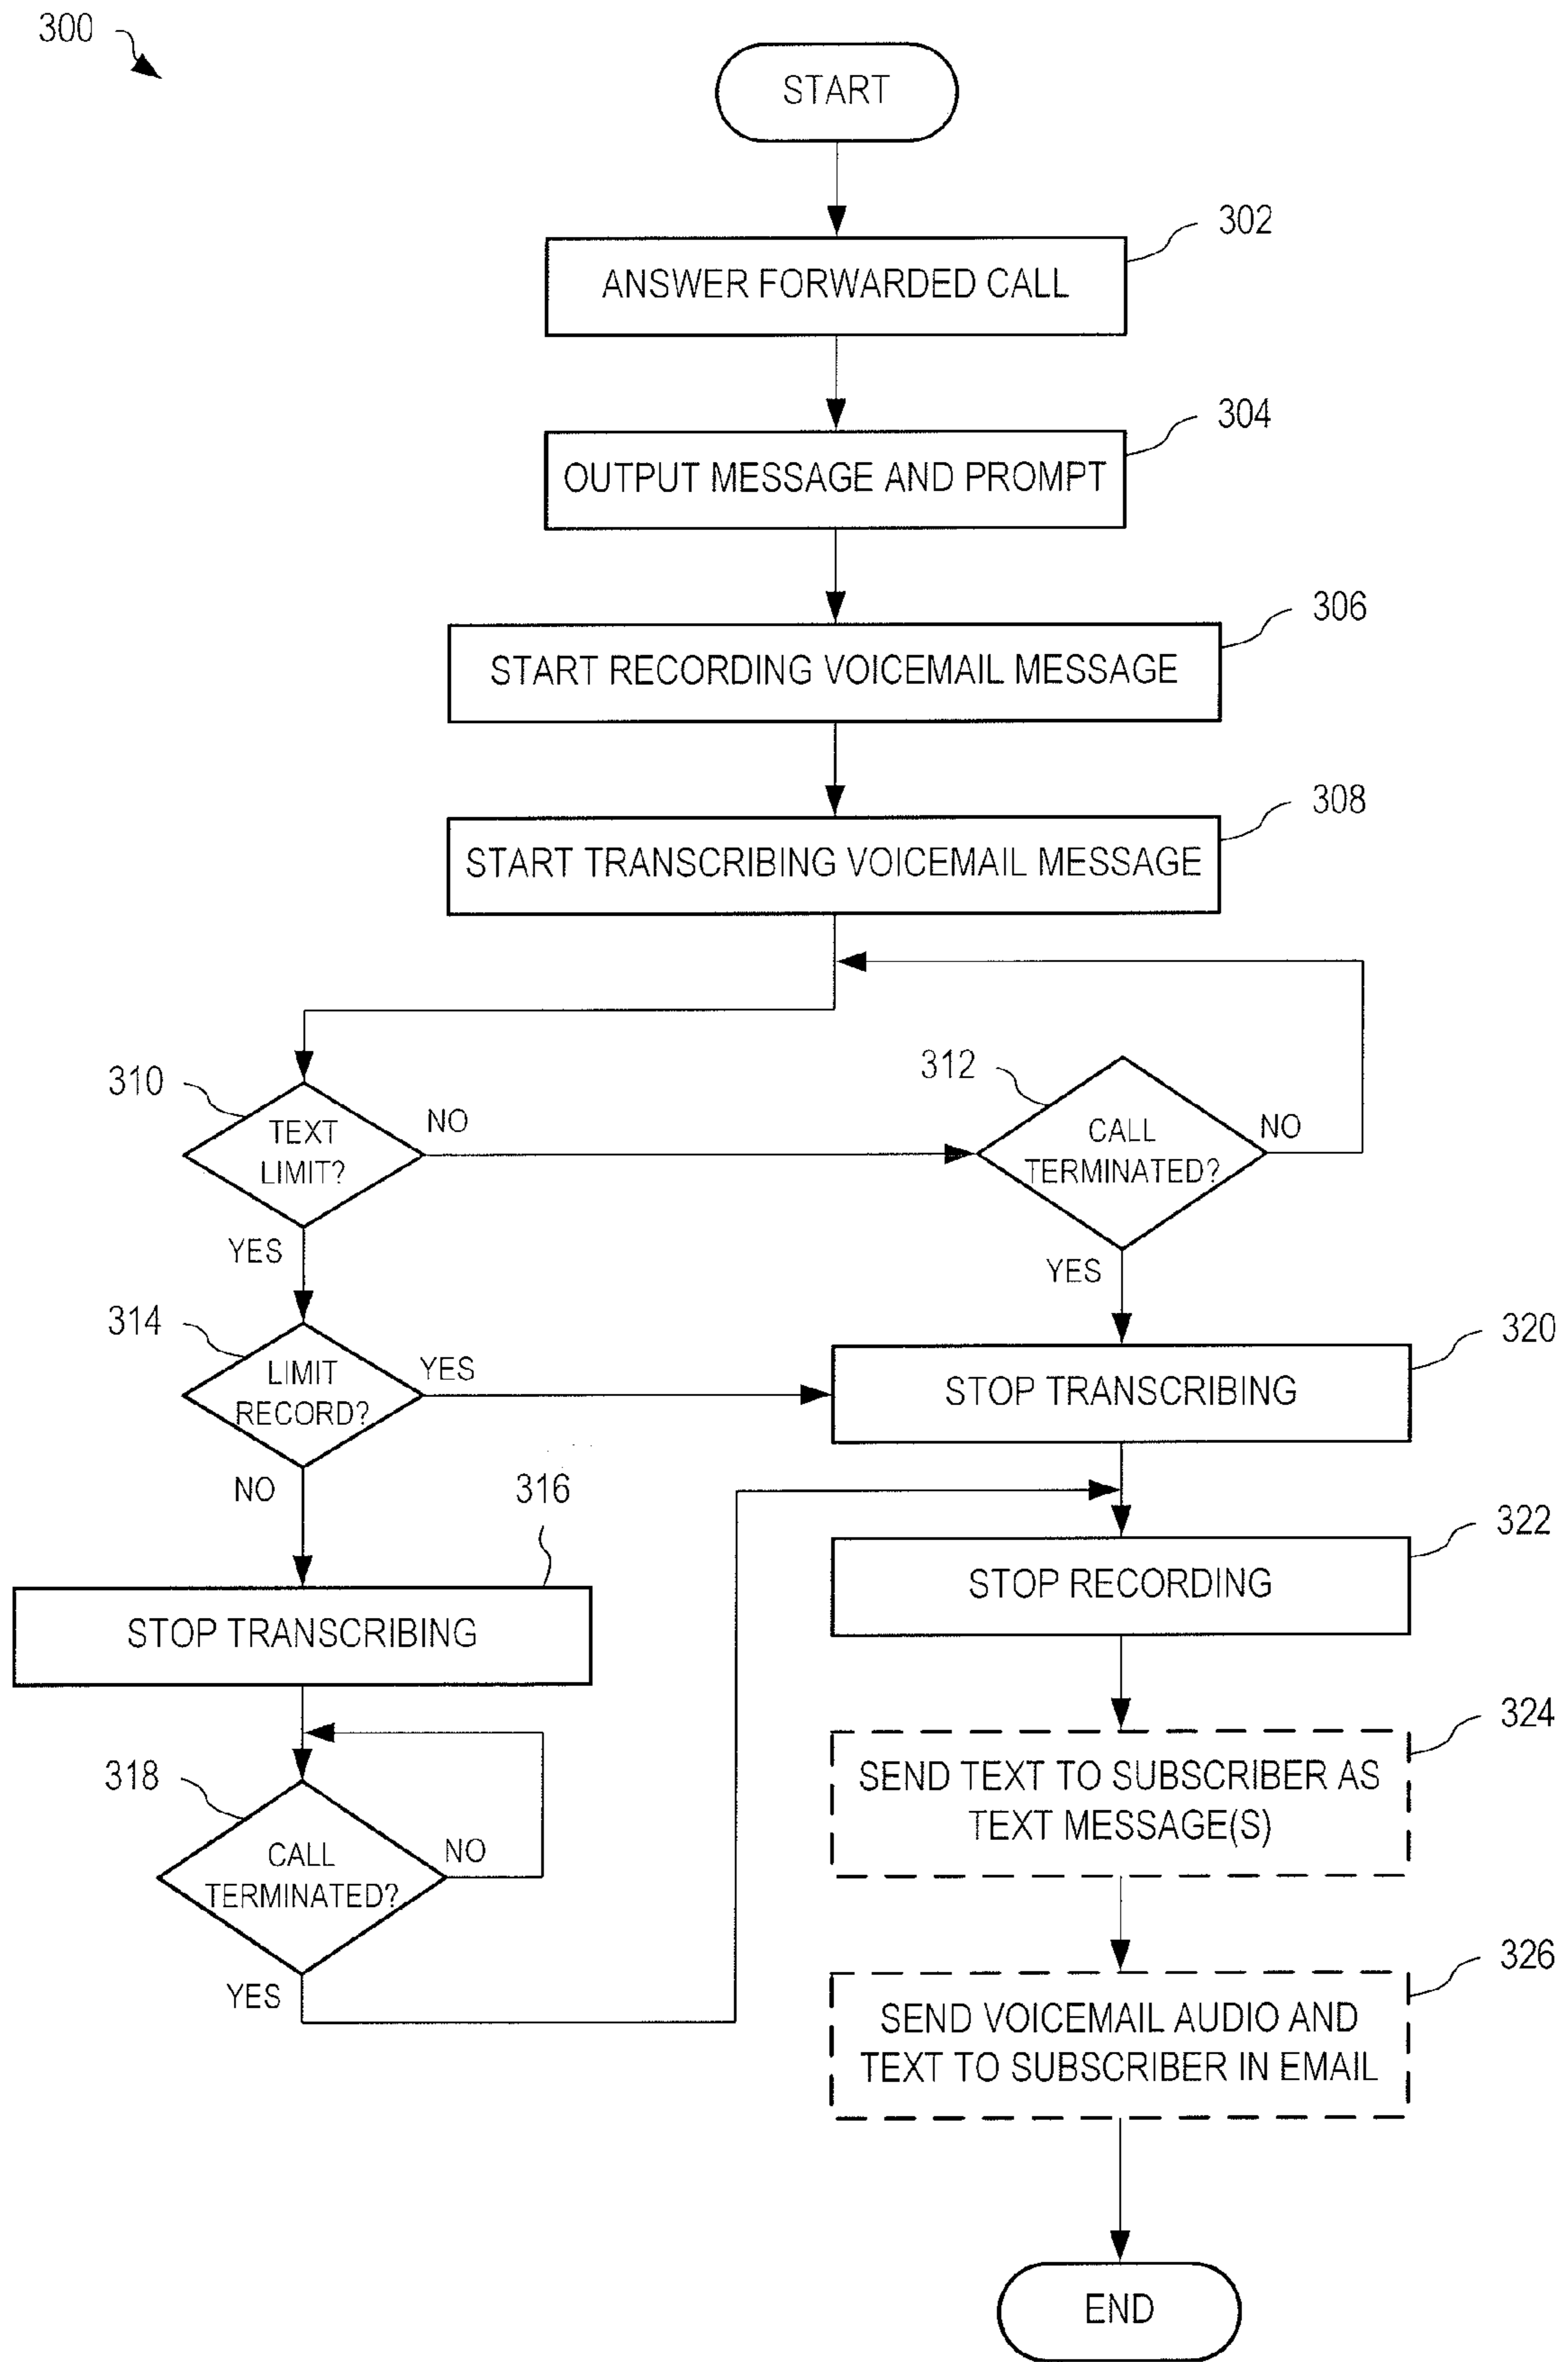 300
START
302
ANSWER FORWARDED CALL
304
OUTPUT MESSAGE AND PROMPT
306
START RECORDING VOICEMAIL MESSAGE
308
START TRANSCRIBING VOICEMAIL MESSAGE
310
TEXT
LIMIT?
NO
YES
312
CALL
TERMINATED?
NO
YES
314
LIMIT
RECORD?
YES
NO
320
STOP TRANSCRIBING
316
STOP TRANSCRIBING
322
STOP RECORDING
318
CALL
TERMINATED?
NO
YES
324
SEND TEXT TO SUBSCRIBER AS
TEXT MESSAGE(S)
326
SEND VOICEMAIL AUDIO AND
TEXT TO SUBSCRIBER IN EMAIL
END